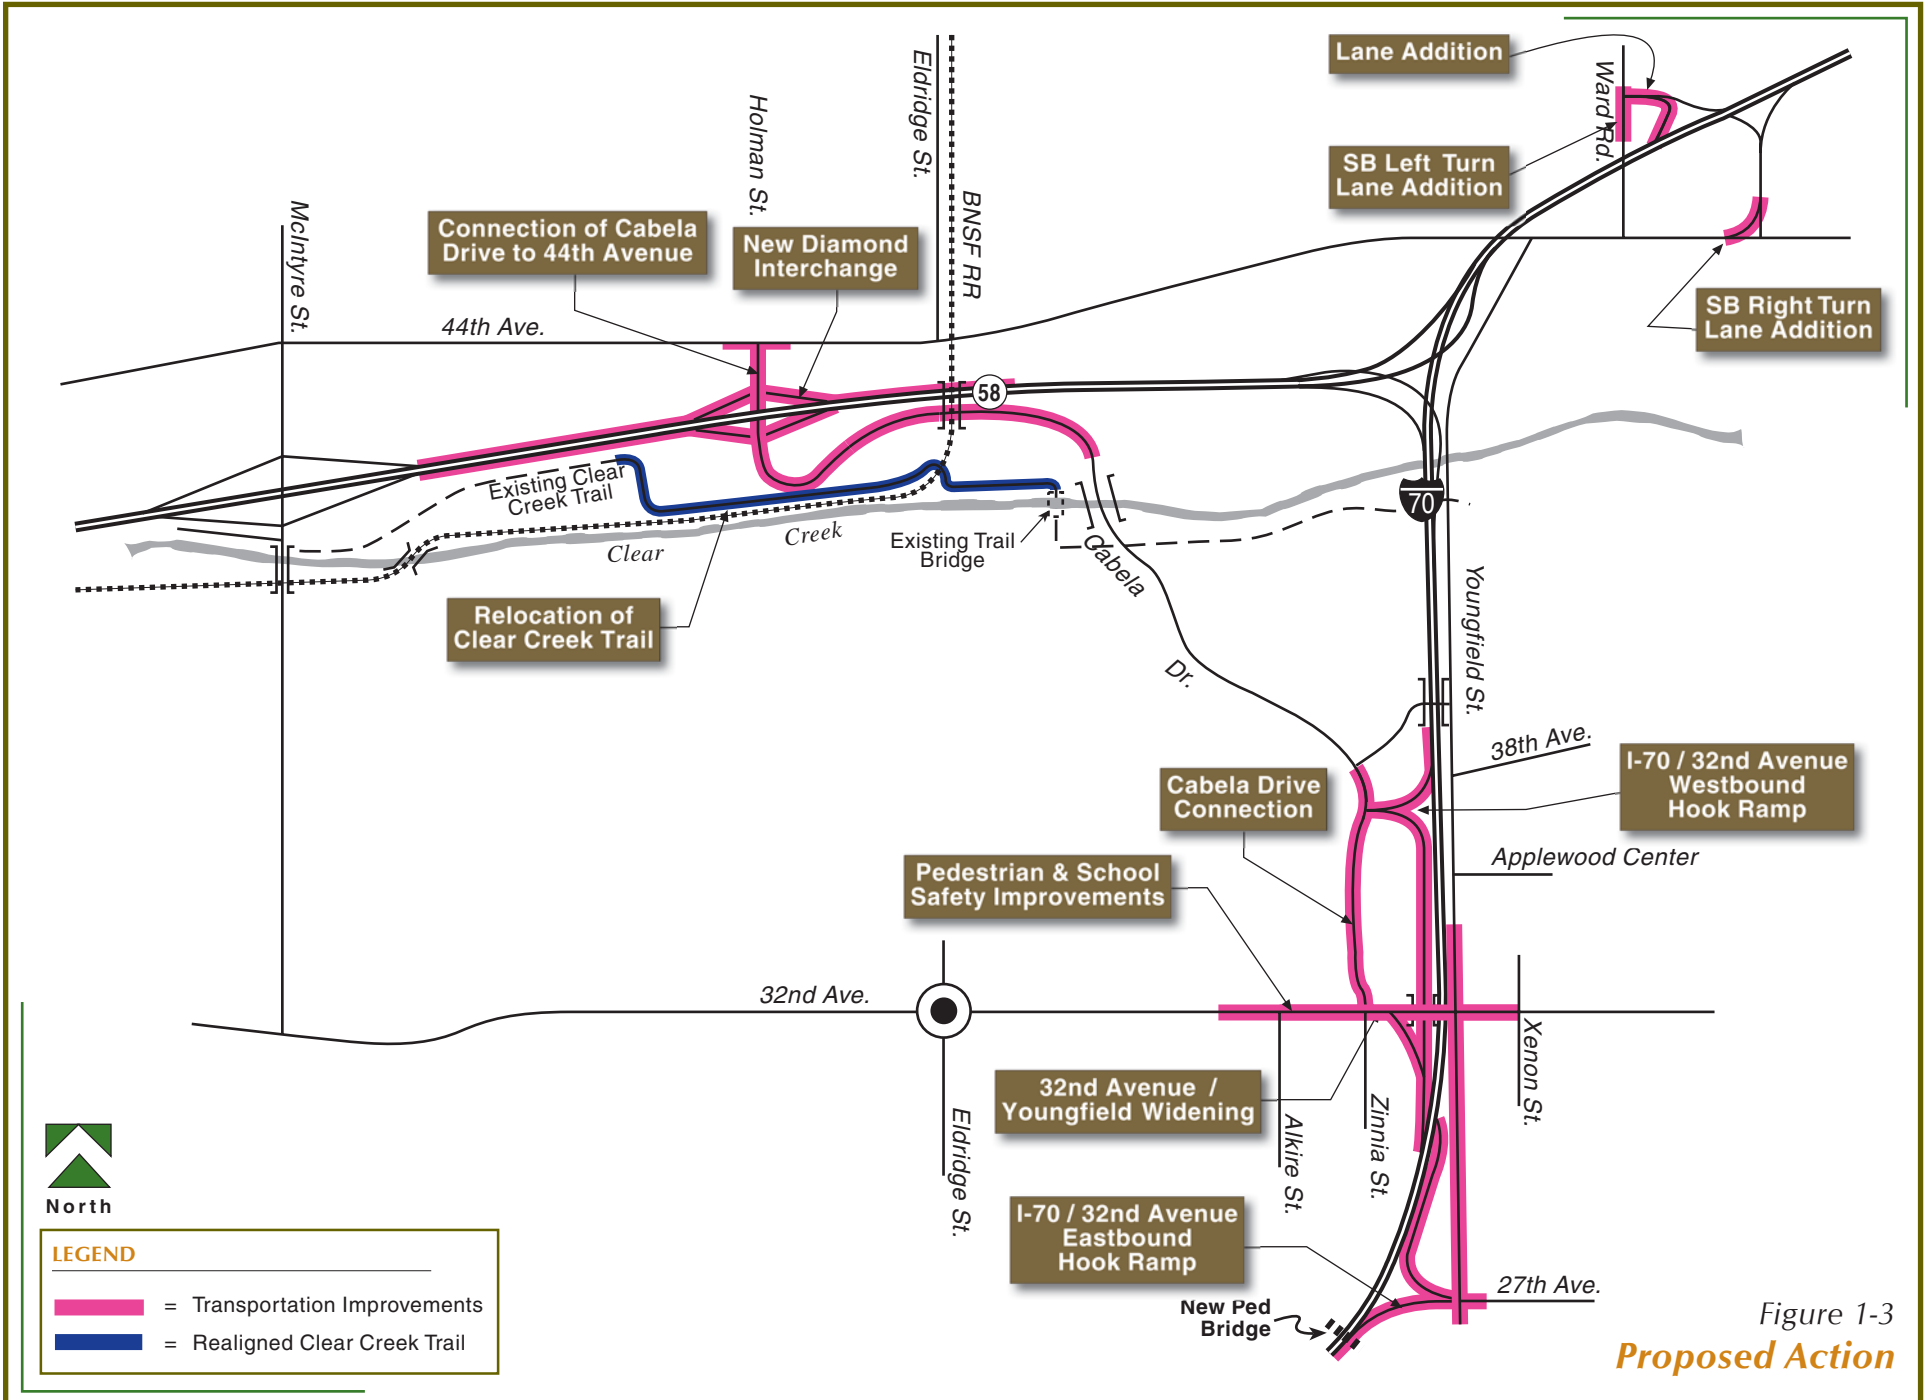 Lane Addition
Ward Rd.
SB Left Turn
Lane Addition
SB Right Turn
Lane Addition
Eldridge St.
BNSF RR
Holman St.
McIntyre St.
Connection of Cabela
Drive to 44th Avenue
New Diamond
Interchange
44th Ave.
58
Existing Clear
Creek Trail
Clear
Creek
Existing Trail
Bridge
Cabela
Dr.
70
Youngfield St.
Relocation of
Clear Creek Trail
38th Ave.
I-70 / 32nd Avenue
Westbound
Hook Ramp
Cabela Drive
Connection
Applewood Center
Pedestrian & School
Safety Improvements
32nd Ave.
Xenon St.
32nd Avenue /
Youngfield Widening
Zinnia St.
Alkire St.
Eldridge St.
I-70 / 32nd Avenue
Eastbound
Hook Ramp
27th Ave.
New Ped
Bridge
North
LEGEND
= Transportation Improvements
= Realigned Clear Creek Trail
Figure 1-3
Proposed Action